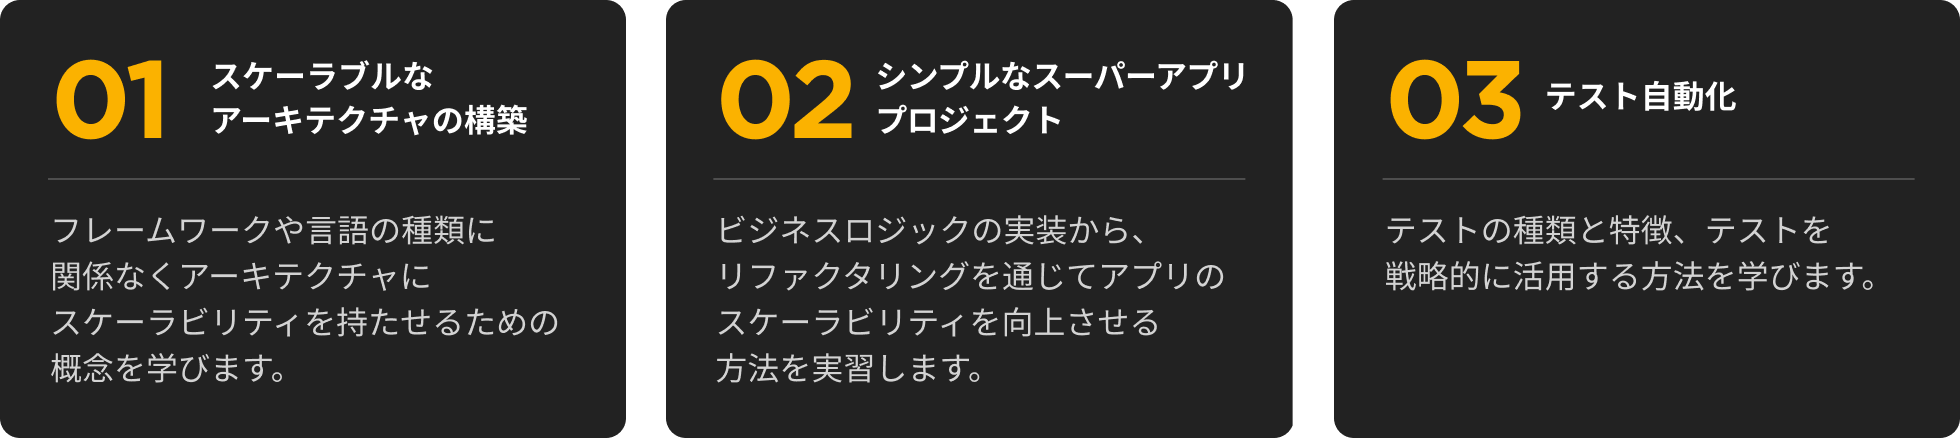 01
スケーラブルな
アーキテクチャの構築
フレームワークや言語の種類に
関係なくアーキテクチャに
スケーラビリティを持たせるための
概念を学びます。
02
シンプルなスーパーアプリ
プロジェクト
ビジネスロジックの実装から、
リファクタリングを通じてアプリの
スケーラビリティを向上させる
方法を実習します。
03
テスト自動化
テストの種類と特徴、テストを
戦略的に活用する方法を学びます。